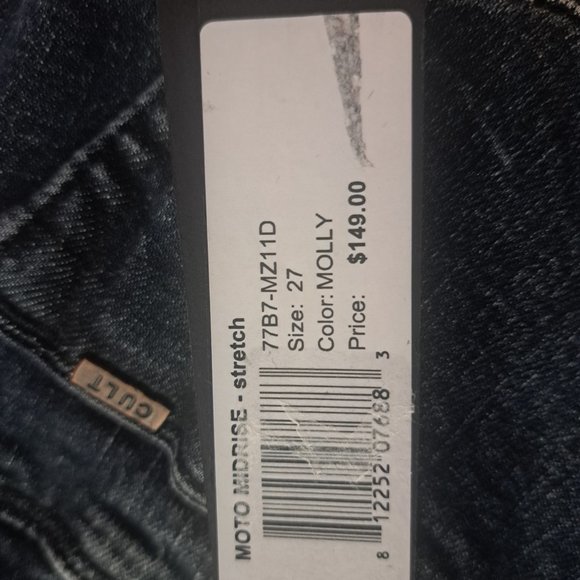 MOTO MIDRISE - stretch
77B7-MZ11D
Size: 27
Color: MOLLY
Price: $149.00
8 12252 07688 3
CULT